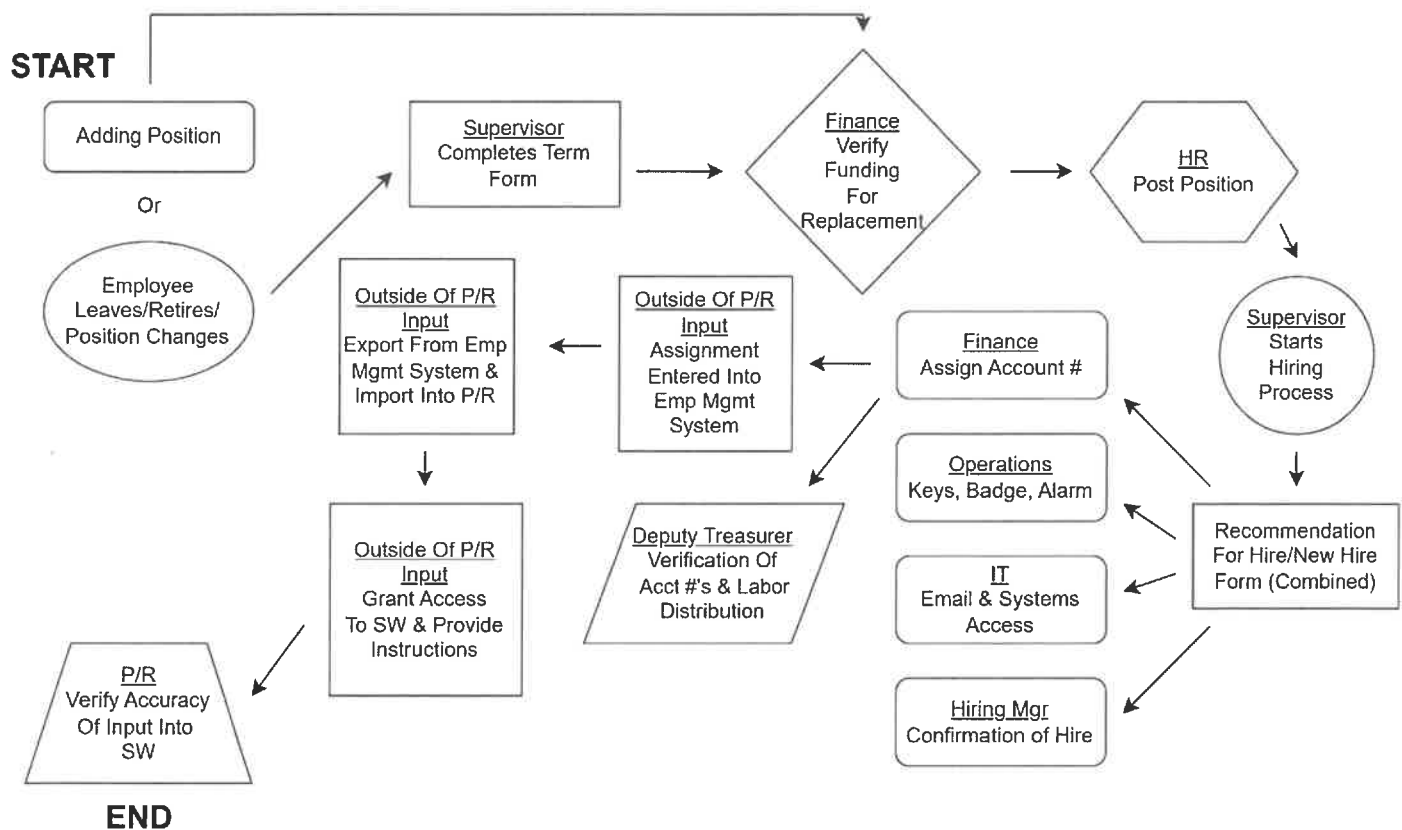 START
Adding Position
Or
Employee
Leaves/Retires/
Position Changes
Supervisor
Completes Term
Form
Finance
Verify
Funding
For
Replacement
HR
Post Position
Supervisor
Starts
Hiring
Process
Recommendation
For Hire/New Hire
Form (Combined)
Finance
Assign Account #
Operations
Keys, Badge, Alarm
IT
Email & Systems
Access
Hiring Mgr
Confirmation of Hire
Outside Of P/R
Input
Assignment
Entered Into
Emp Mgmt
System
Deputy Treasurer
Verification Of
Acct #'s & Labor
Distribution
Outside Of P/R
Input
Export From Emp
Mgmt System &
Import Into P/R
Outside Of P/R
Input
Grant Access
To SW & Provide
Instructions
P/R
Verify Accuracy
Of Input Into
SW
END